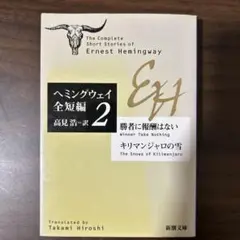 The Complete
Short Stories of
Ernest Hemingway
EH
ヘミングウェイ
全短編
2
高見 浩=訳
勝者に報酬はない
Winner Take Nothing
キリマンジャロの雪
The Snows of Kilimanjaro
Translated by
Takami Hiroshi
新潮文庫